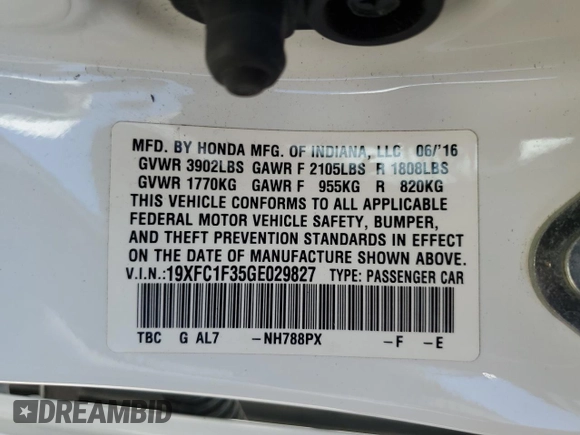 MFD. BY HONDA MFG. OF INDIANA, LLC 06/'16
GVWR 3902LBS GAWR F 2105LBS R 1808LBS
GVWR 1770KG GAWR F 955KG R 820KG
THIS VEHICLE CONFORMS TO ALL APPLICABLE
FEDERAL MOTOR VEHICLE SAFETY, BUMPER,
AND THEFT PREVENTION STANDARDS IN EFFECT
ON THE DATE OF MANUFACTURE SHOWN ABOVE.
V.I.N.:19XFC1F35GE029827 TYPE: PASSENGER CAR
TBC G AL7 -NH788PX -F -E
DREAMBID